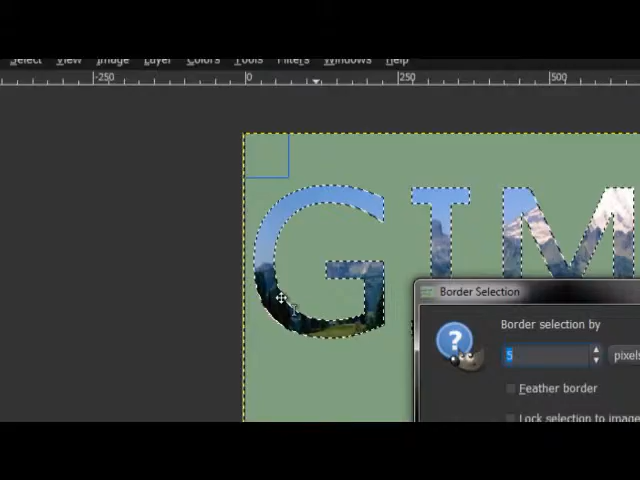 Select View Image Layer Colors Tools Filters Windows Help
-250 0 250 500
GIM
Border Selection
Border selection by
5 pixels
Feather border
Lock selection to image